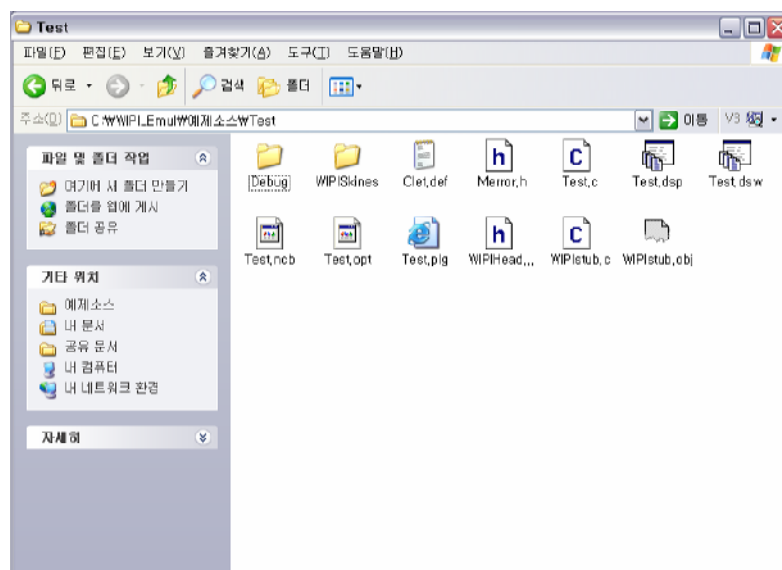 Test
파일(F) 편집(E) 보기(V) 즐겨찾기(A) 도구(T) 도움말(H)
뒤로 검색 폴더
주소(D) C:\WIPI_Emul\예제소스\Test 이동 V3
파일 및 폴더 작업
여기에 새 폴더 만들기
폴더를 웹에 게시
폴더 공유
기타 위치
예제소스
내 문서
공유 문서
내 컴퓨터
내 네트워크 환경
자세히
Debug WIPISkines Clet.def Merror.h Test.c Test.dsp Test.dsw
Test.ncb Test.opt Test.plg WIPIHead... WIPIstub.c WIPIstub.obj